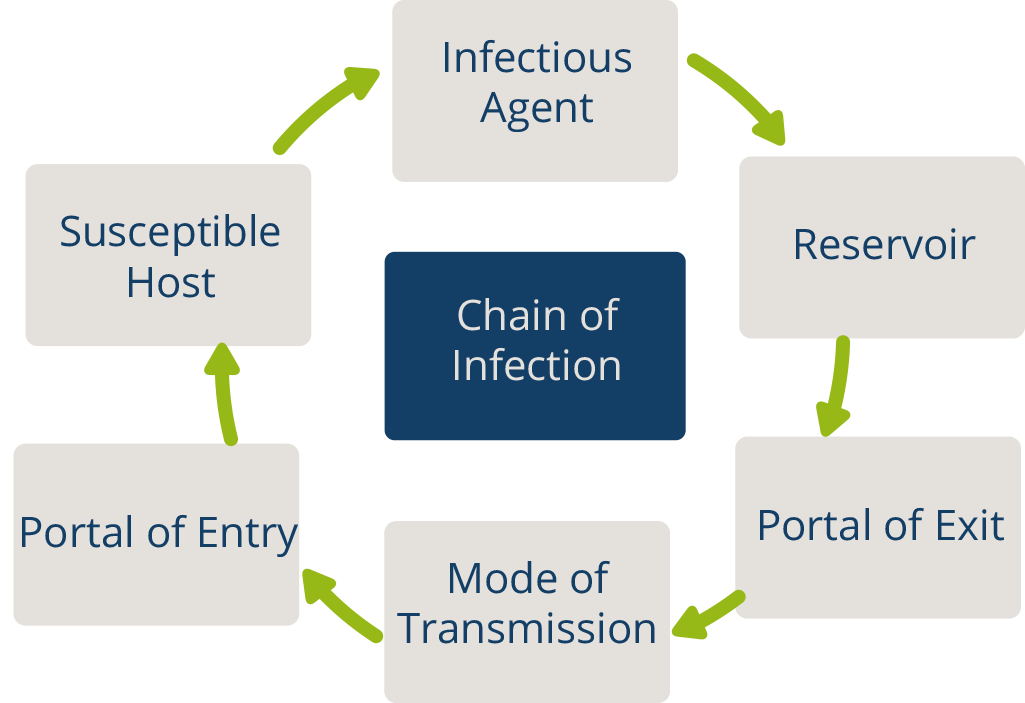 Infectious
Agent
Reservoir
Portal of Exit
Mode of
Transmission
Portal of Entry
Susceptible
Host
Chain of
Infection